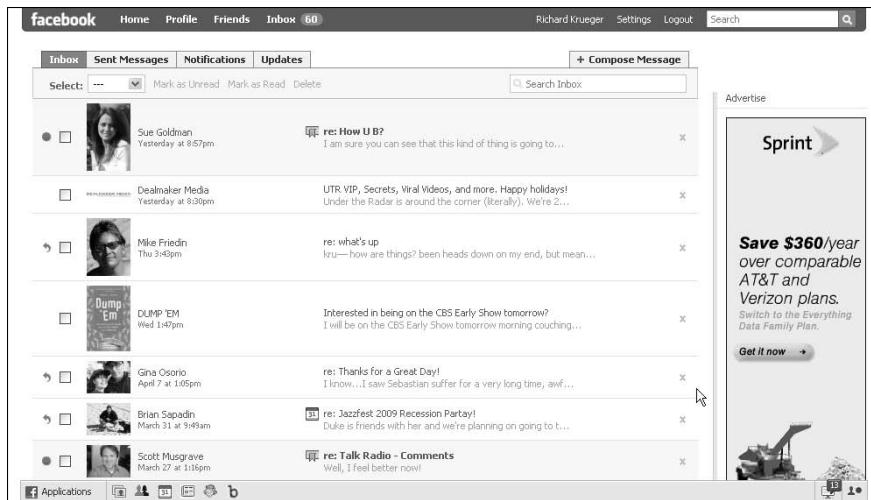 facebook Home Profile Friends Inbox 60 Richard Krueger Settings Logout Search
Inbox Sent Messages Notifications Updates + Compose Message
Select: --- Mark as Unread Mark as Read Delete Search Inbox
Advertise
Sue Goldman re: How U B?
Yesterday at 8:57pm I am sure you can see that this kind of thing is going to...
x
Dealmaker Media UTR VIP, Secrets, Viral Videos, and more. Happy holidays!
Yesterday at 8:30pm Under the Radar is around the corner (literally). We're 2...
x
Mike Friedin re: what's up
Thu 3:43pm kru— how are things? been heads down on my end, but mean...
x
Dump
'Em
DUMP 'EM Interested in being on the CBS Early Show tomorrow?
Wed 1:47pm I will be on the CBS Early Show tomorrow morning couching...
x
Gina Osorio re: Thanks for a Great Day!
April 7 at 1:05pm I know...I saw Sebastian suffer for a very long time, awf...
x
Brian Sapadin 31 re: Jazzfest 2009 Recession Partay!
March 31 at 9:49am Duke is friends with her and we're planning on going to t...
x
Scott Musgrave re: Talk Radio - Comments
March 27 at 1:16pm Well, I feel better now!
x
Sprint
Save $360/year
over comparable
AT&T and
Verizon plans.
Switch to the Everything
Data Family Plan.
Get it now
Applications 31 b 13